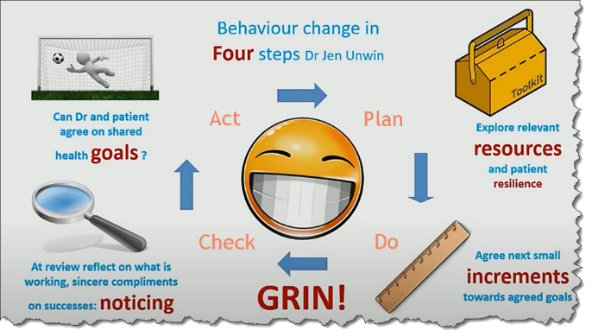 Behaviour change in
Four steps Dr Jen Unwin
Can Dr and patient
agree on shared
health goals ?
Act
Plan
Toolkit
Explore relevant
resources
and patient
resilience
Check
Do
At review reflect on what is
working, sincere compliments
on successes: noticing
GRIN!
Agree next small
increments
towards agreed goals